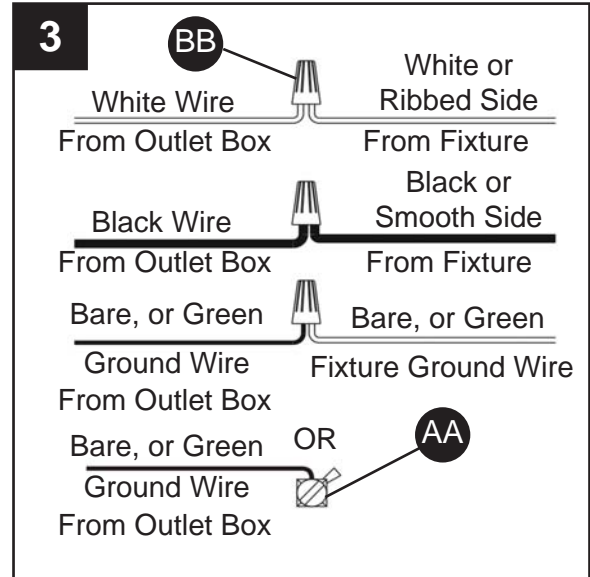 3
BB
White Wire
White or
Ribbed Side
From Outlet Box
From Fixture
Black Wire
Black or
Smooth Side
From Outlet Box
From Fixture
Bare, or Green
Bare, or Green
Ground Wire
From Outlet Box
Fixture Ground Wire
Bare, or Green
OR
AA
Ground Wire
From Outlet Box